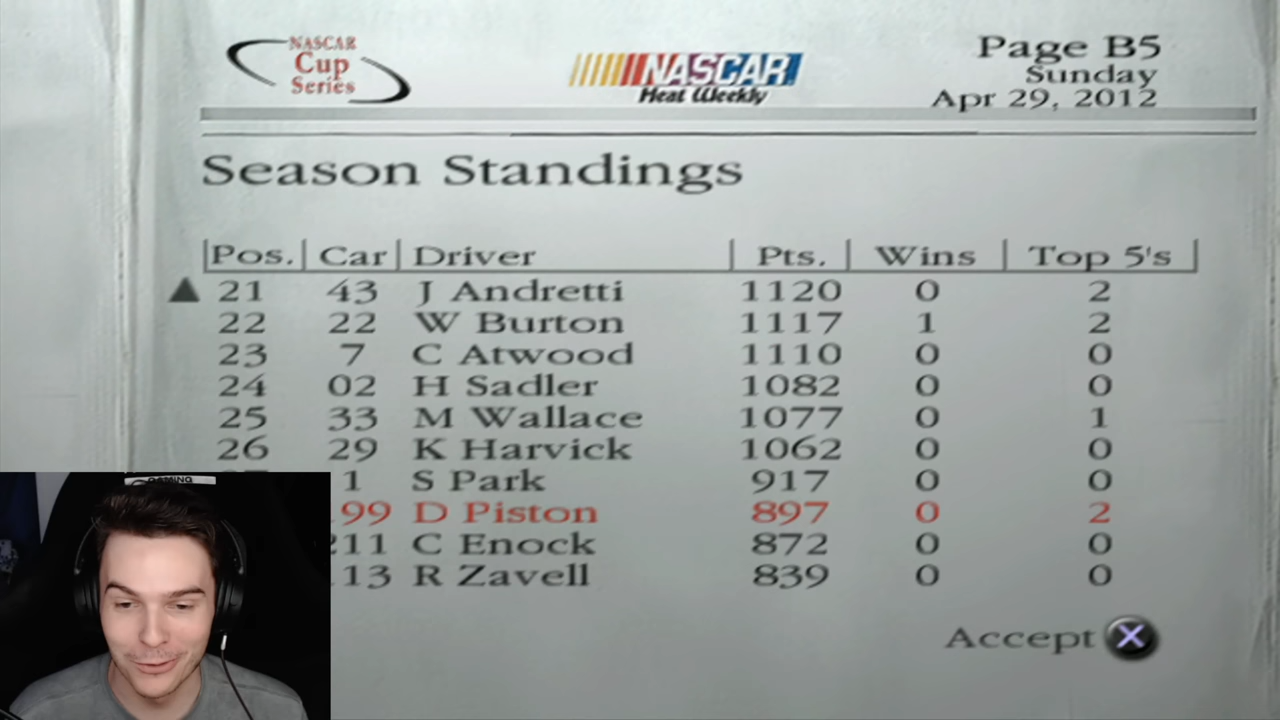 NASCAR
Cup
Series
NASCAR
Heat Weekly
Page B5
Sunday
Apr 29, 2012
Season Standings
Pos. Car Driver Pts. Wins Top 5's
21 43 J Andretti 1120 0 2
22 22 W Burton 1117 1 2
23 7 C Atwood 1110 0 0
24 02 H Sadler 1082 0 0
25 33 M Wallace 1077 0 1
26 29 K Harvick 1062 0 0
1 S Park 917 0 0
199 D Piston 897 0 2
211 C Enock 872 0 0
113 R Zavell 839 0 0
Accept X
GAMING